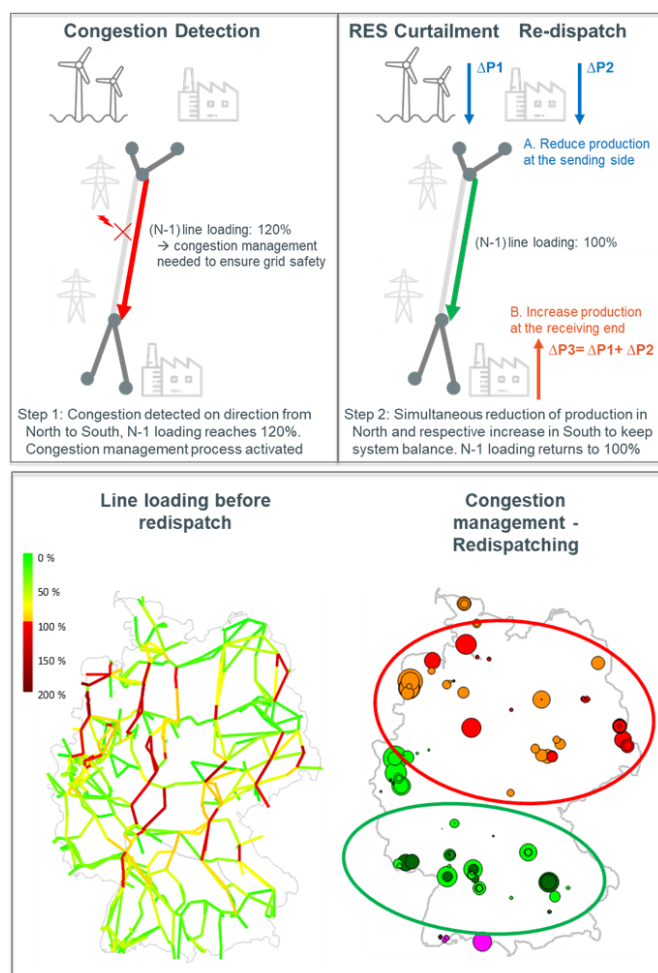 Congestion Detection
(N-1) line loading: 120%
→ congestion management
needed to ensure grid safety
Step 1: Congestion detected on direction from
North to South, N-1 loading reaches 120%.
Congestion management process activated
RES Curtailment Re-dispatch
ΔP1
ΔP2
A. Reduce production
at the sending side
(N-1) line loading: 100%
B. Increase production
at the receiving end
ΔP3= ΔP1+ ΔP2
Step 2: Simultaneous reduction of production in
North and respective increase in South to keep
system balance. N-1 loading returns to 100%
Line loading before
redispatch
0 %
50 %
100 %
150 %
200 %
Congestion
management -
Redispatching